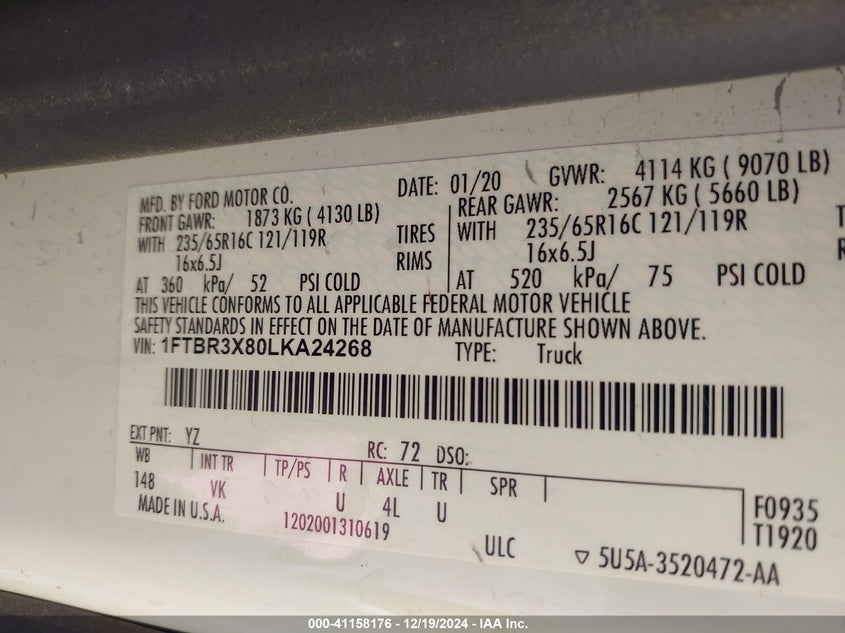 MFD. BY FORD MOTOR CO. DATE: 01/20 GVWR: 4114 KG ( 9070 LB)
FRONT GAWR: 1873 KG ( 4130 LB) REAR GAWR: 2567 KG ( 5660 LB)
WITH 235/65R16C 121/119R TIRES WITH 235/65R16C 121/119R
16x6.5J RIMS 16x6.5J
AT 360 kPa/ 52 PSI COLD AT 520 kPa/ 75 PSI COLD
THIS VEHICLE CONFORMS TO ALL APPLICABLE FEDERAL MOTOR VEHICLE
SAFETY STANDARDS IN EFFECT ON THE DATE OF MANUFACTURE SHOWN ABOVE.
VIN: 1FTBR3X80LKA24268 TYPE: Truck
EXT PNT: YZ RC: 72 DSO:
WB INT TR TP/PS R AXLE TR SPR
148 VK U 4L U F0935
MADE IN U.S.A. 1202001310619 T1920
ULC ▽ 5U5A-3520472-AA
000-41158176 - 12/19/2024 - IAA Inc.